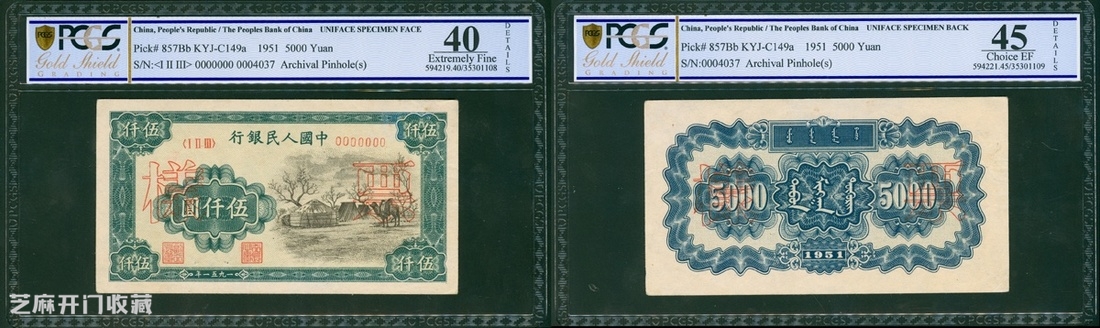 PCGS
Gold Shield
GRADING
China, People's Republic / The Peoples Bank of China UNIFACE SPECIMEN FACE
Pick# 857Bb KYJ-C149a 1951 5000 Yuan
S/N:<I II III> 0000000 0004037 Archival Pinhole(s)
40
Extremely Fine
594219.40/35301108
DETAILS
仟伍
行銀民人國中
仟伍
<I II III>
0000000
樣
圓仟伍
仟伍
年一五九一
仟伍
芝麻开门收藏
PCGS
Gold Shield
GRADING
China, People's Republic / The Peoples Bank of China UNIFACE SPECIMEN BACK
Pick# 857Bb KYJ-C149a 1951 5000 Yuan
S/N:0004037 Archival Pinhole(s)
45
Choice EF
594221.45/35301109
DETAILS
5000
5000
1951